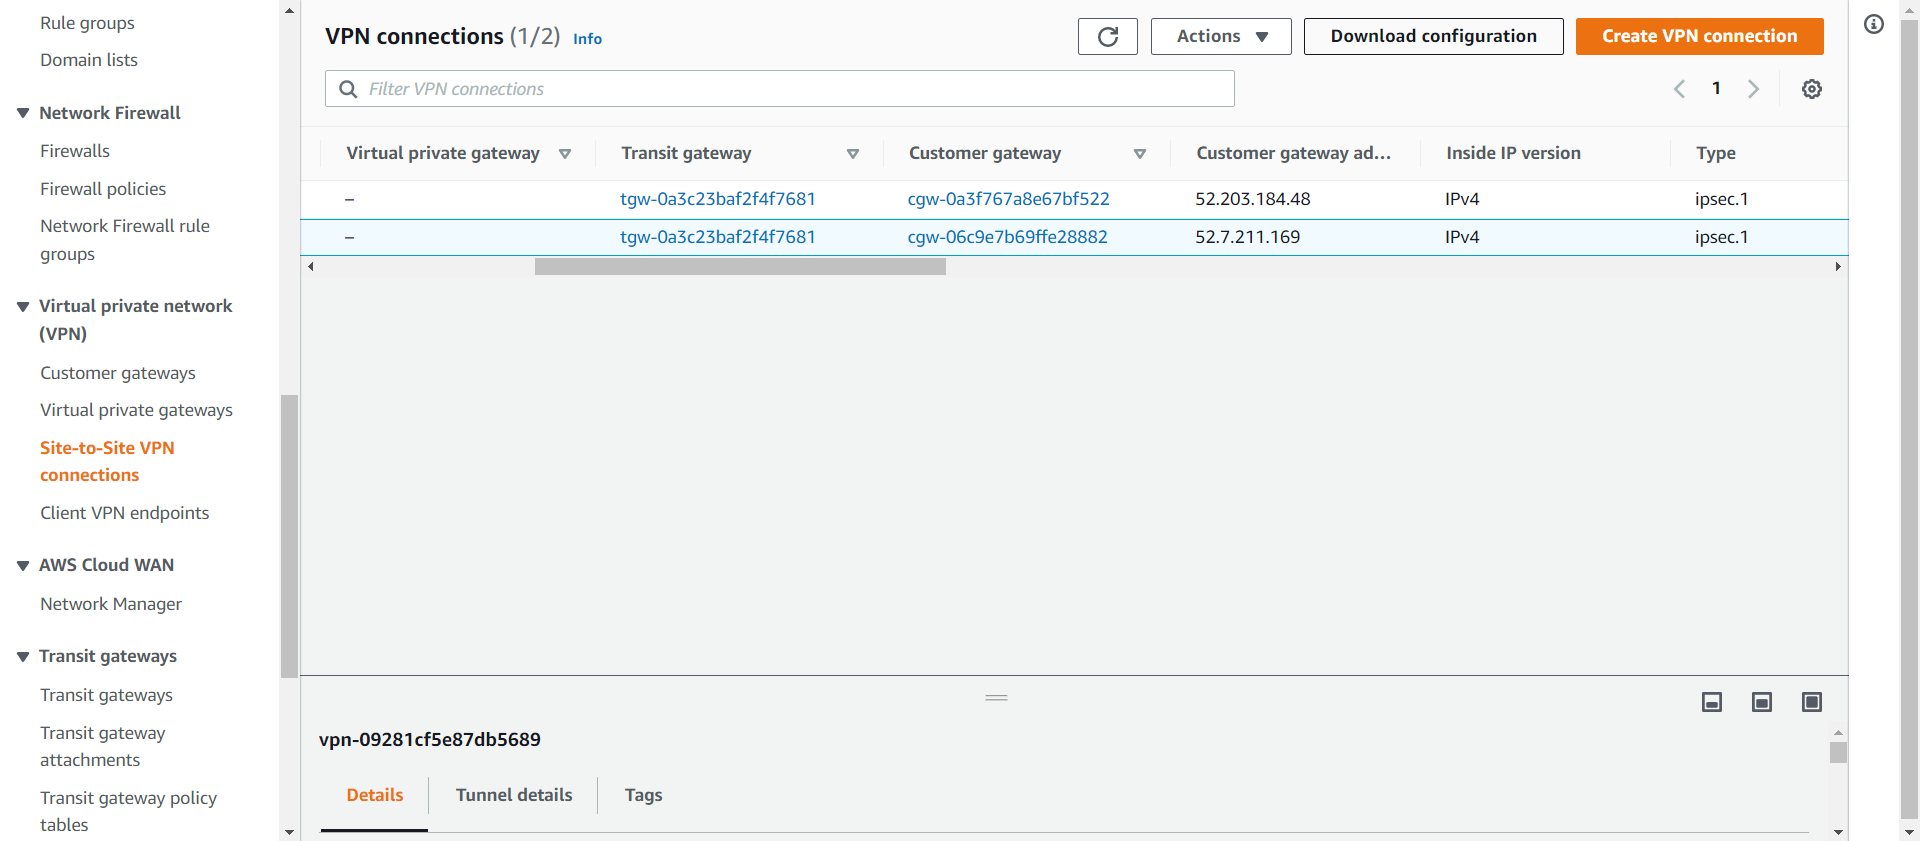 Rule groups
Domain lists
Network Firewall
Firewalls
Firewall policies
Network Firewall rule
groups
Virtual private network
(VPN)
Customer gateways
Virtual private gateways
Site-to-Site VPN
connections
Client VPN endpoints
AWS Cloud WAN
Network Manager
Transit gateways
Transit gateways
Transit gateway
attachments
Transit gateway policy
tables
VPN connections (1/2) Info
Actions
Download configuration
Create VPN connection
Filter VPN connections
1
Virtual private gateway Transit gateway Customer gateway Customer gateway ad... Inside IP version Type
– tgw-0a3c23baf2f4f7681 cgw-0a3f767a8e67bf522 52.203.184.48 IPv4 ipsec.1
– tgw-0a3c23baf2f4f7681 cgw-06c9e7b69ffe28882 52.7.211.169 IPv4 ipsec.1
vpn-09281cf5e87db5689
Details Tunnel details Tags